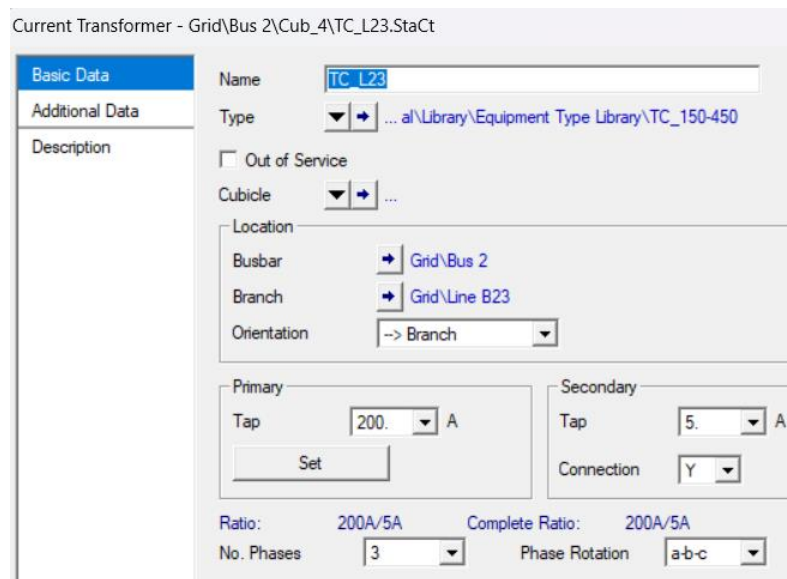 Current Transformer - Grid\Bus 2\Cub_4\TC_L23.StaCt
Basic Data
Additional Data
Description
Name TC_L23
Type ... al\Library\Equipment Type Library\TC_150-450
Out of Service
Cubicle ...
Location
Busbar Grid\Bus 2
Branch Grid\Line B23
Orientation --> Branch
Primary
Tap 200. A
Set
Secondary
Tap 5. A
Connection Y
Ratio: 200A/5A Complete Ratio: 200A/5A
No. Phases 3 Phase Rotation a-b-c